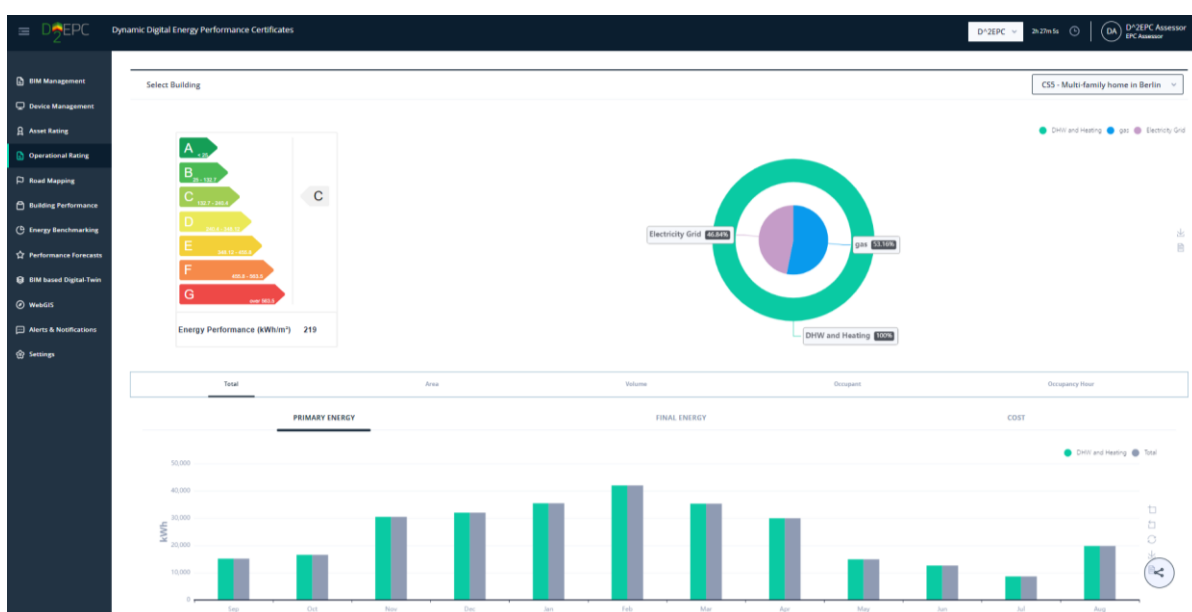 D^2EPC
Dynamic Digital Energy Performance Certificates
D^2EPC
2h 27m 5s
DA
D^2EPC Assessor
EPC Assessor
BIM Management
Device Management
Asset Rating
Operational Rating
Road Mapping
Building Performance
Energy Benchmarking
Performance Forecasts
BIM based Digital-Twin
WebGIS
Alerts & Notifications
Settings
Select Building
CS5 - Multi-family home in Berlin
DHW and Heating
gas
Electricity Grid
A
B
C
C
D
E
F
G
Energy Performance (kWh/m²) 219
Electricity Grid 46.84%
gas 53.16%
DHW and Heating 100%
Total Area Volume Occupant Occupancy Hour
PRIMARY ENERGY FINAL ENERGY COST
DHW and Heating Total
kWh
50,000
40,000
30,000
20,000
10,000
0
Sep Oct Nov Dec Jan Feb Mar Apr May Jun Jul Aug